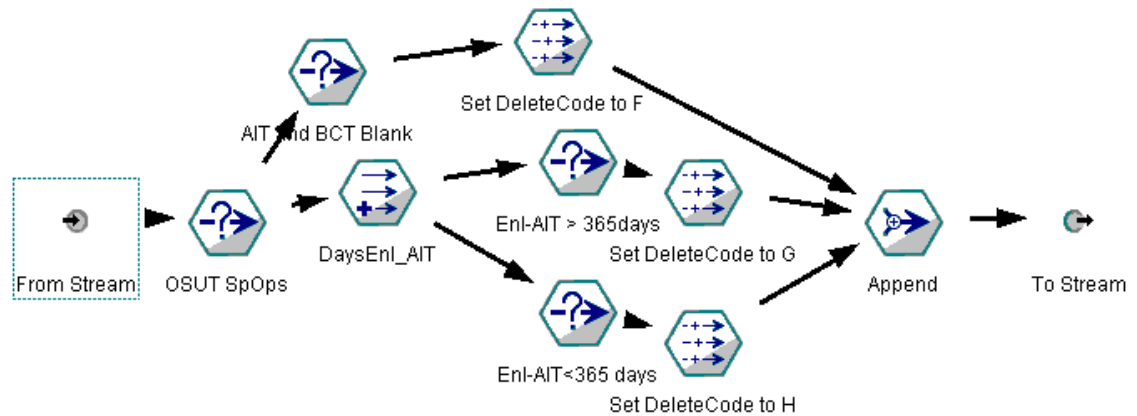 Set DeleteCode to F
AIT and BCT Blank
From Stream
OSUT SpOps
DaysEnl_AIT
Enl-AIT > 365days
Set DeleteCode to G
Append
To Stream
Enl-AIT<365 days
Set DeleteCode to H